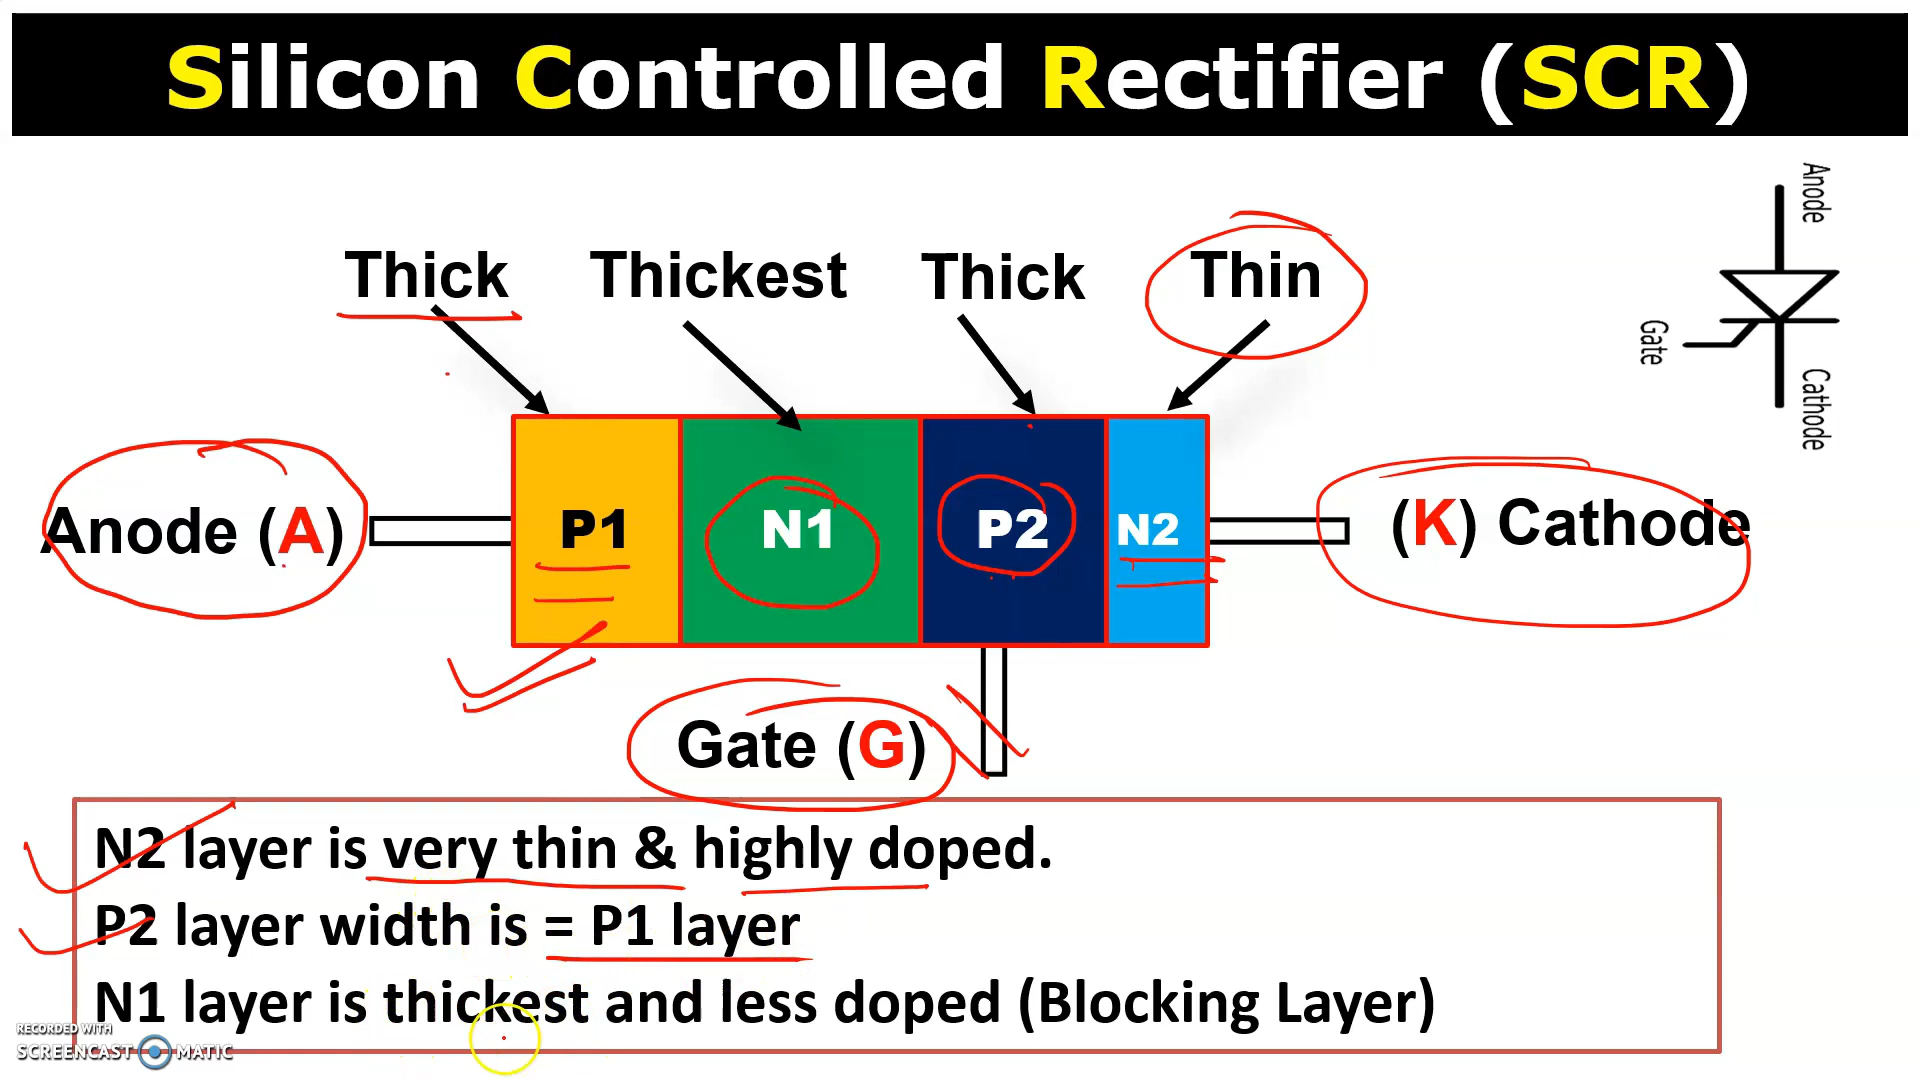 Silicon Controlled Rectifier (SCR)
Anode
Thick Thickest Thick Thin
Gate
Cathode
Anode (A) P1 N1 P2 N2 (K) Cathode
Gate (G)
N2 layer is very thin & highly doped.
P2 layer width is = P1 layer
N1 layer is thickest and less doped (Blocking Layer)
RECORDED WITH
SCREENCAST MATIC